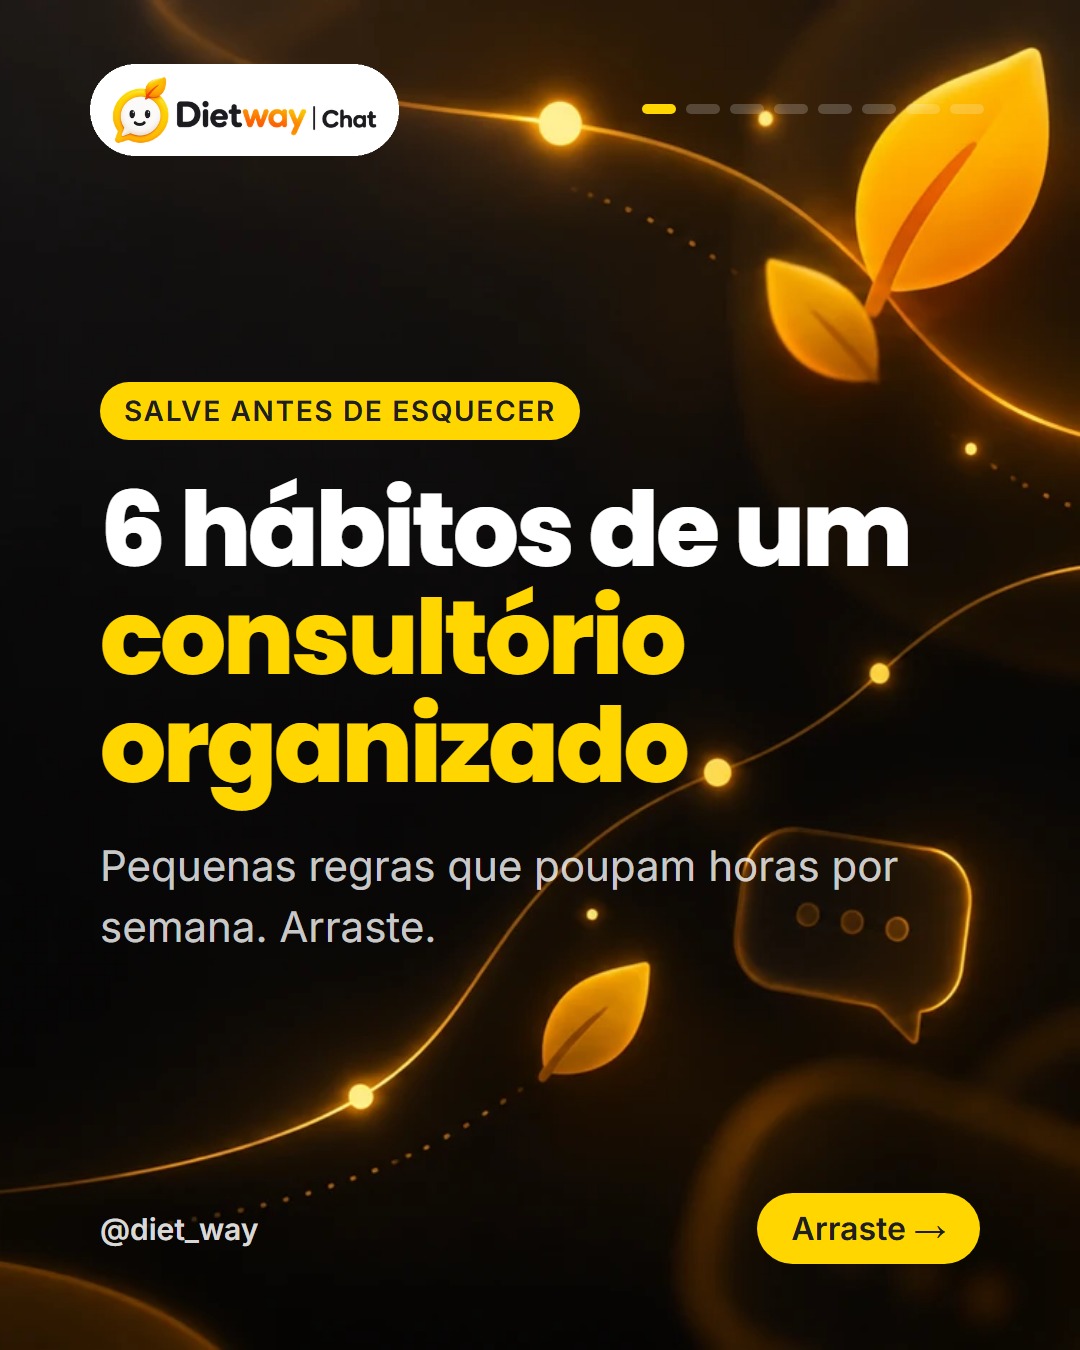 Dietway | Chat
SALVE ANTES DE ESQUECER
6 hábitos de um
consultório
organizado
Pequenas regras que poupam horas por
semana. Arraste.
@diet_way
Arraste →